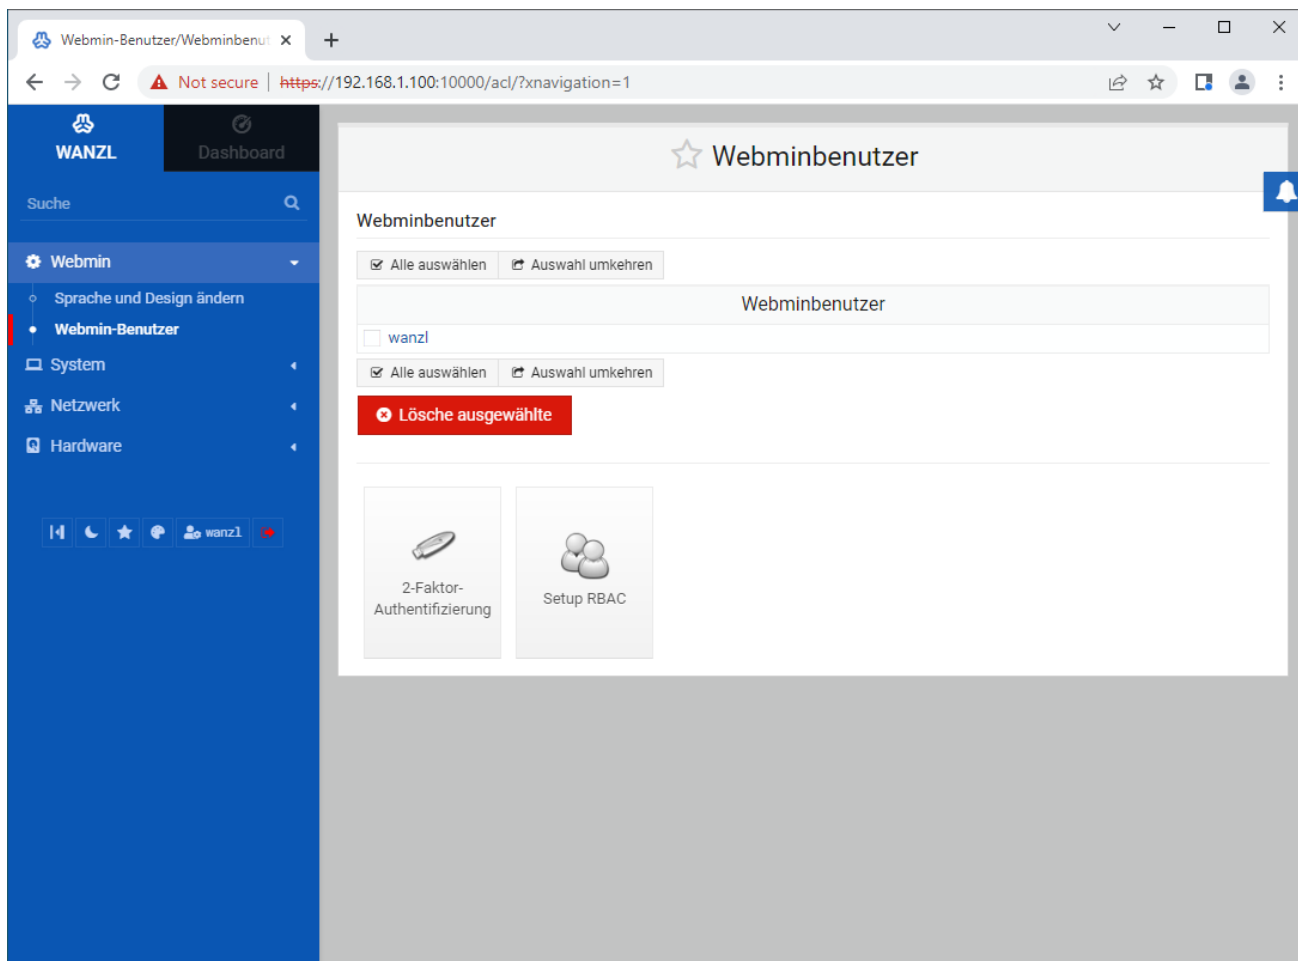 Webmin-Benutzer/Webminbenut
Not secure
https://192.168.1.100:10000/acl/?xnavigation=1
WANZL
Dashboard
Suche
Webmin
Sprache und Design ändern
Webmin-Benutzer
System
Netzwerk
Hardware
wanzl
Webminbenutzer
Webminbenutzer
Alle auswählen
Auswahl umkehren
Webminbenutzer
wanzl
Alle auswählen
Auswahl umkehren
Lösche ausgewählte
2-Faktor-
Authentifizierung
Setup RBAC